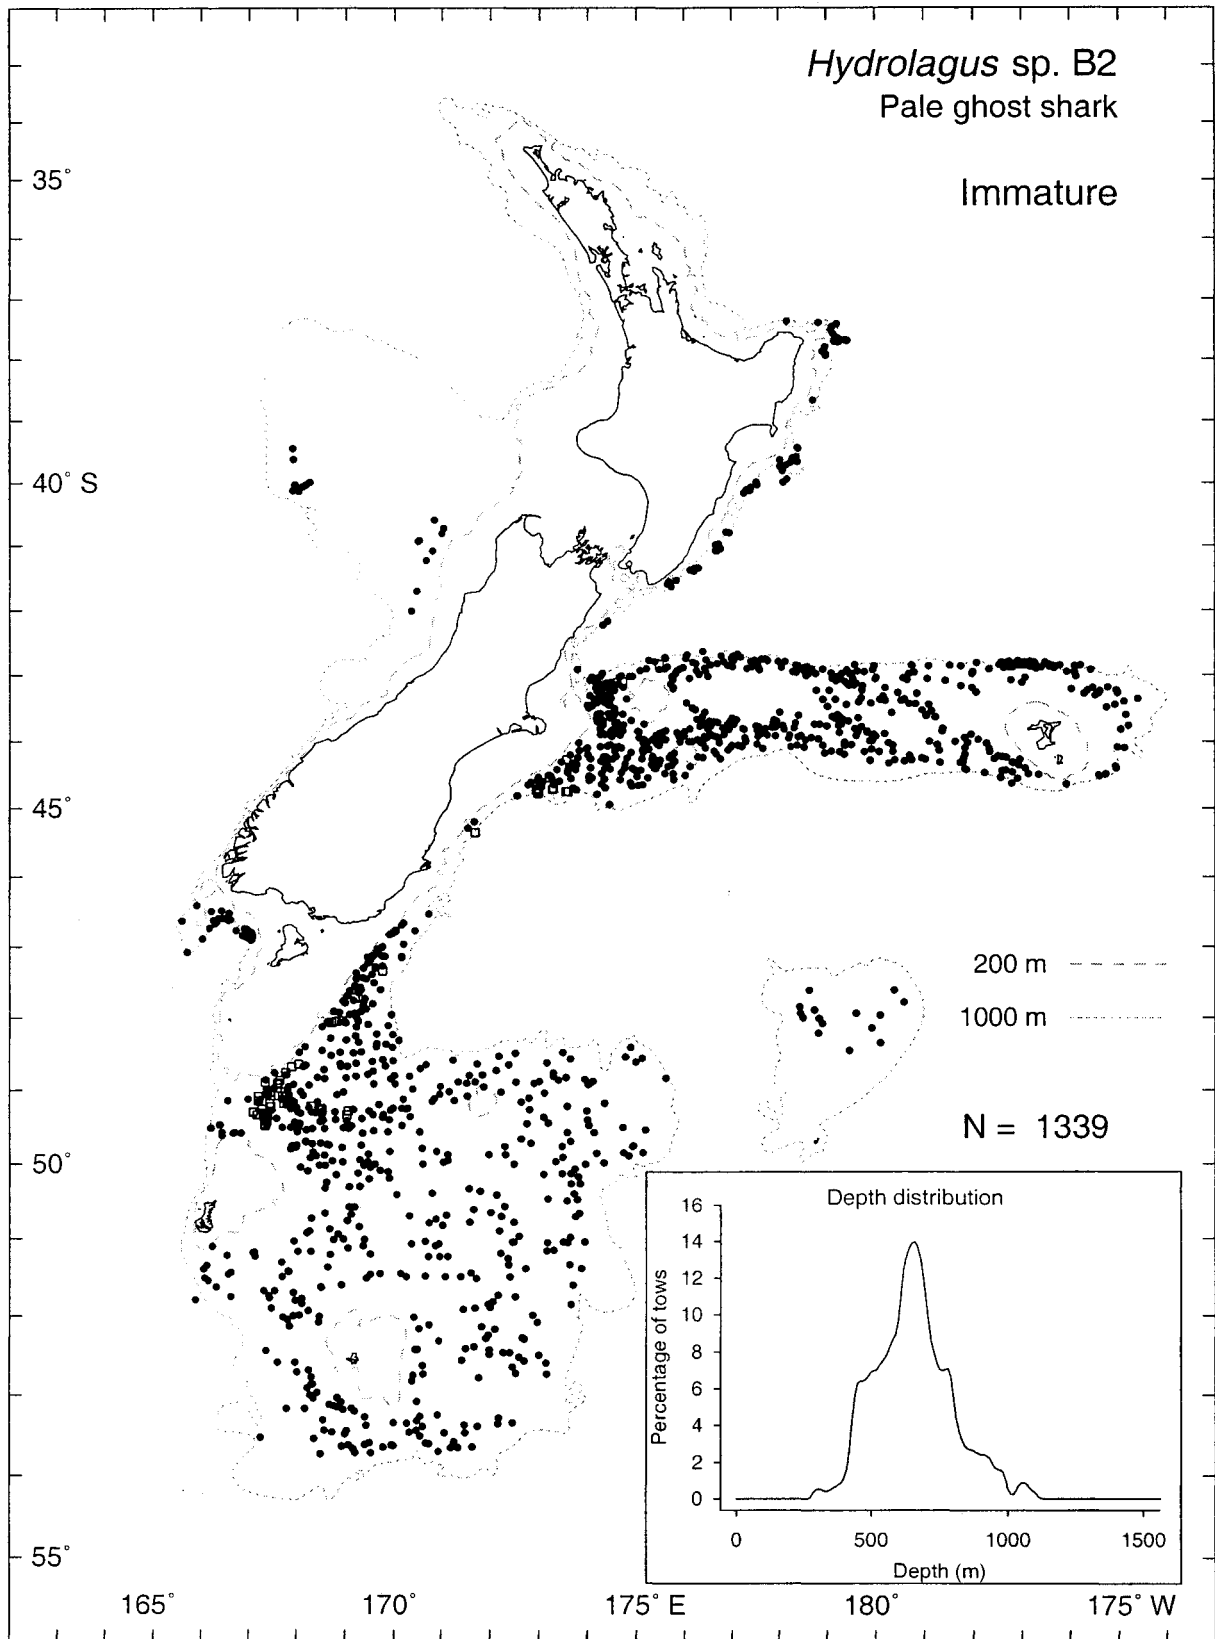 Hydrolagus sp. B2
Pale ghost shark
Immature
35°
40° S
45°
200 m
1000 m
N = 1339
50°
Depth distribution
16
14
12
10
8
6
4
2
0
Percentage of tows
0 500 1000 1500
Depth (m)
55°
165° 170° 175° E 180° 175° W